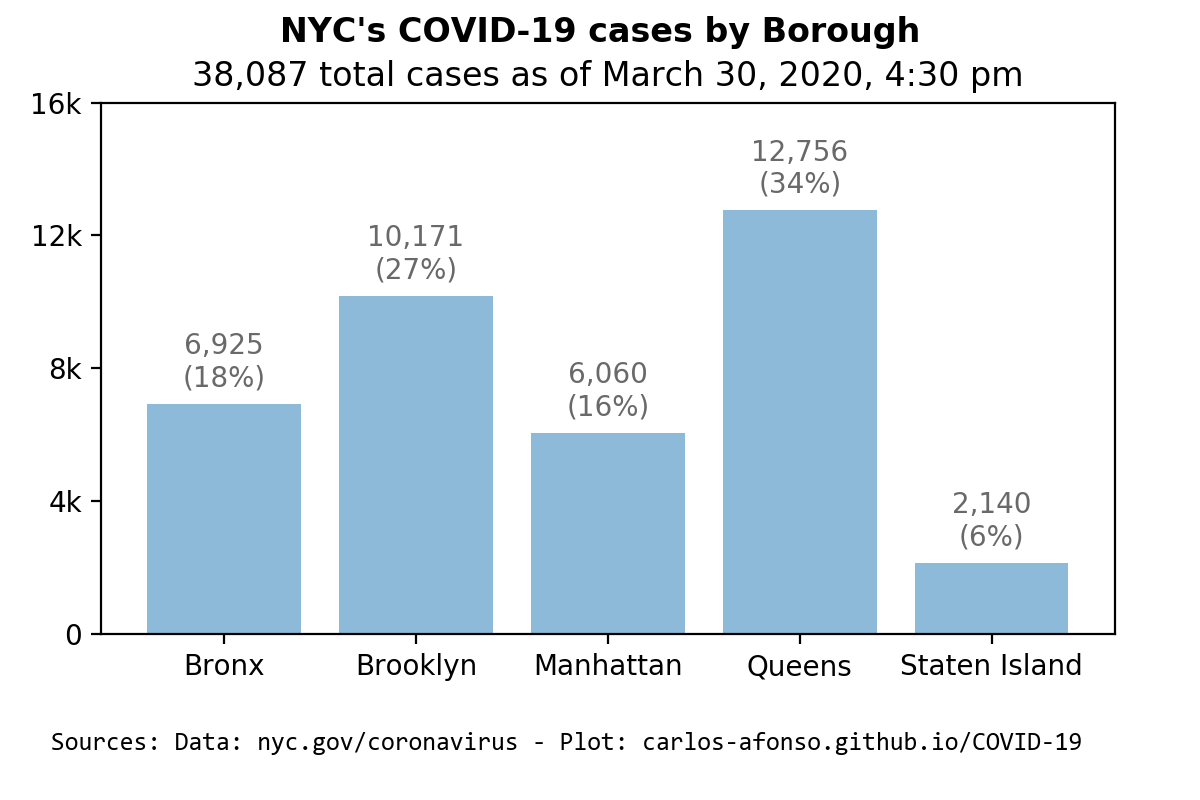 NYC's COVID-19 cases by Borough
38,087 total cases as of March 30, 2020, 4:30 pm
16k
12k
8k
4k
0
6,925
(18%)
10,171
(27%)
6,060
(16%)
12,756
(34%)
2,140
(6%)
Bronx
Brooklyn
Manhattan
Queens
Staten Island
Sources: Data: nyc.gov/coronavirus - Plot: carlos-afonso.github.io/COVID-19